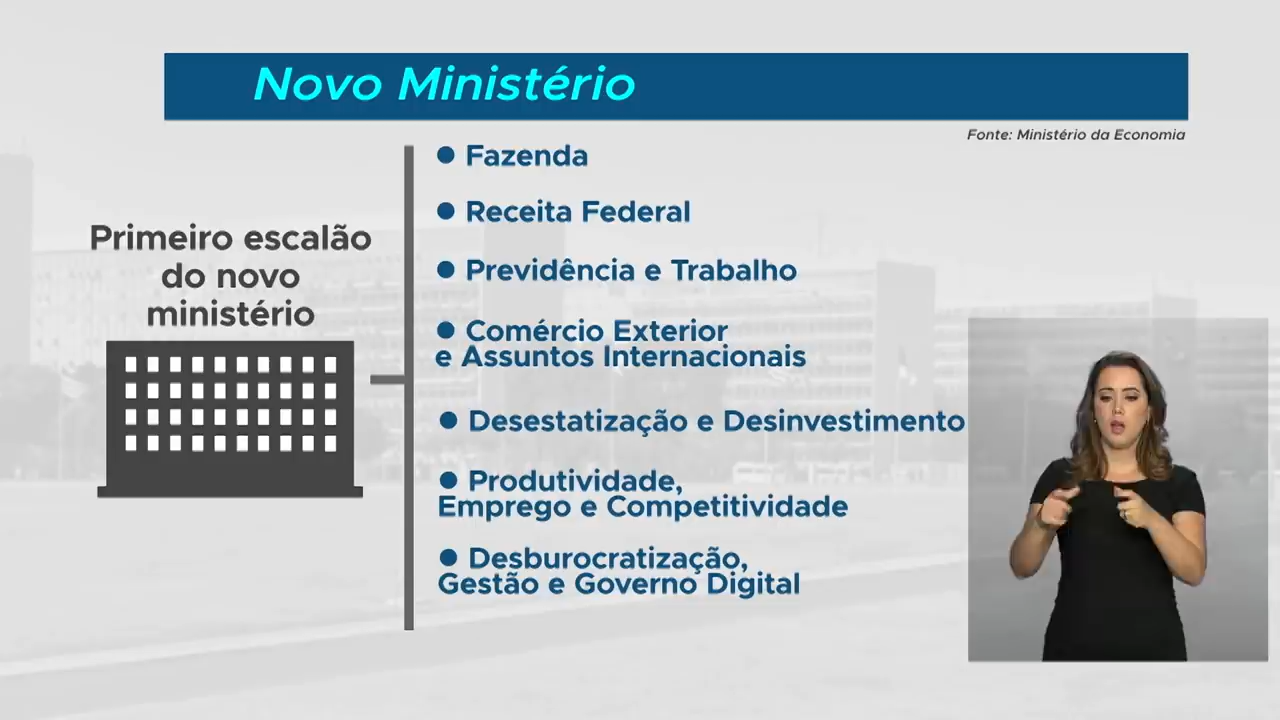 Novo Ministério
Fonte: Ministério da Economia
Primeiro escalão
do novo
ministério
● Fazenda
● Receita Federal
● Previdência e Trabalho
● Comércio Exterior
e Assuntos Internacionais
● Desestatização e Desinvestimento
● Produtividade,
Emprego e Competitividade
● Desburocratização,
Gestão e Governo Digital